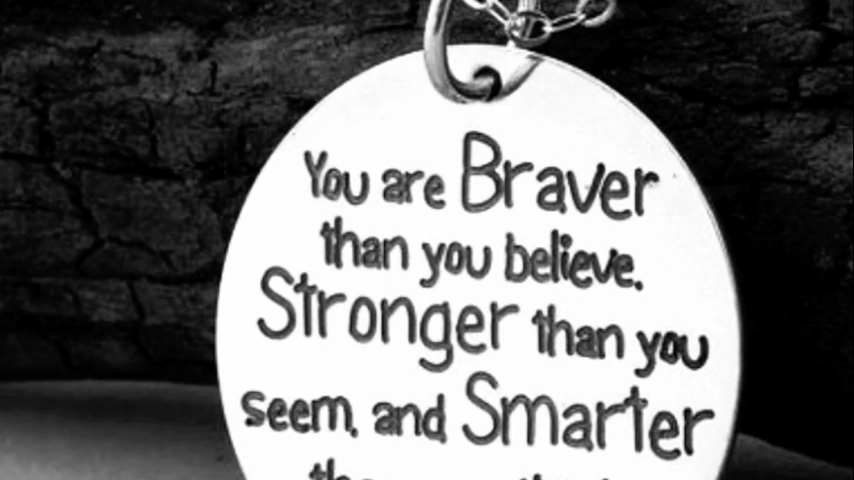 You are Braver
than you believe,
Stronger than you
seem, and Smarter